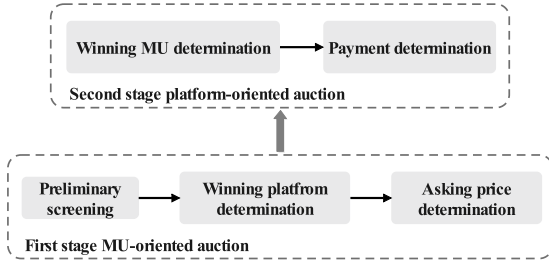 Winning MU determination
Payment determination
Second stage platform-oriented auction
Preliminary
screening
Winning platfrom
determination
Asking price
determination
First stage MU-oriented auction